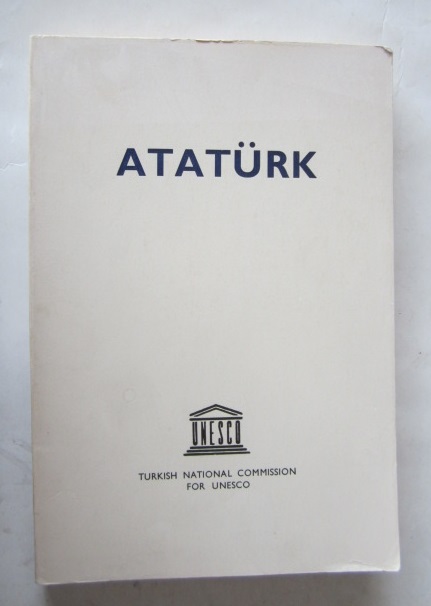 ATATÜRK
UNESCO
TURKISH NATIONAL COMMISSION
FOR UNESCO